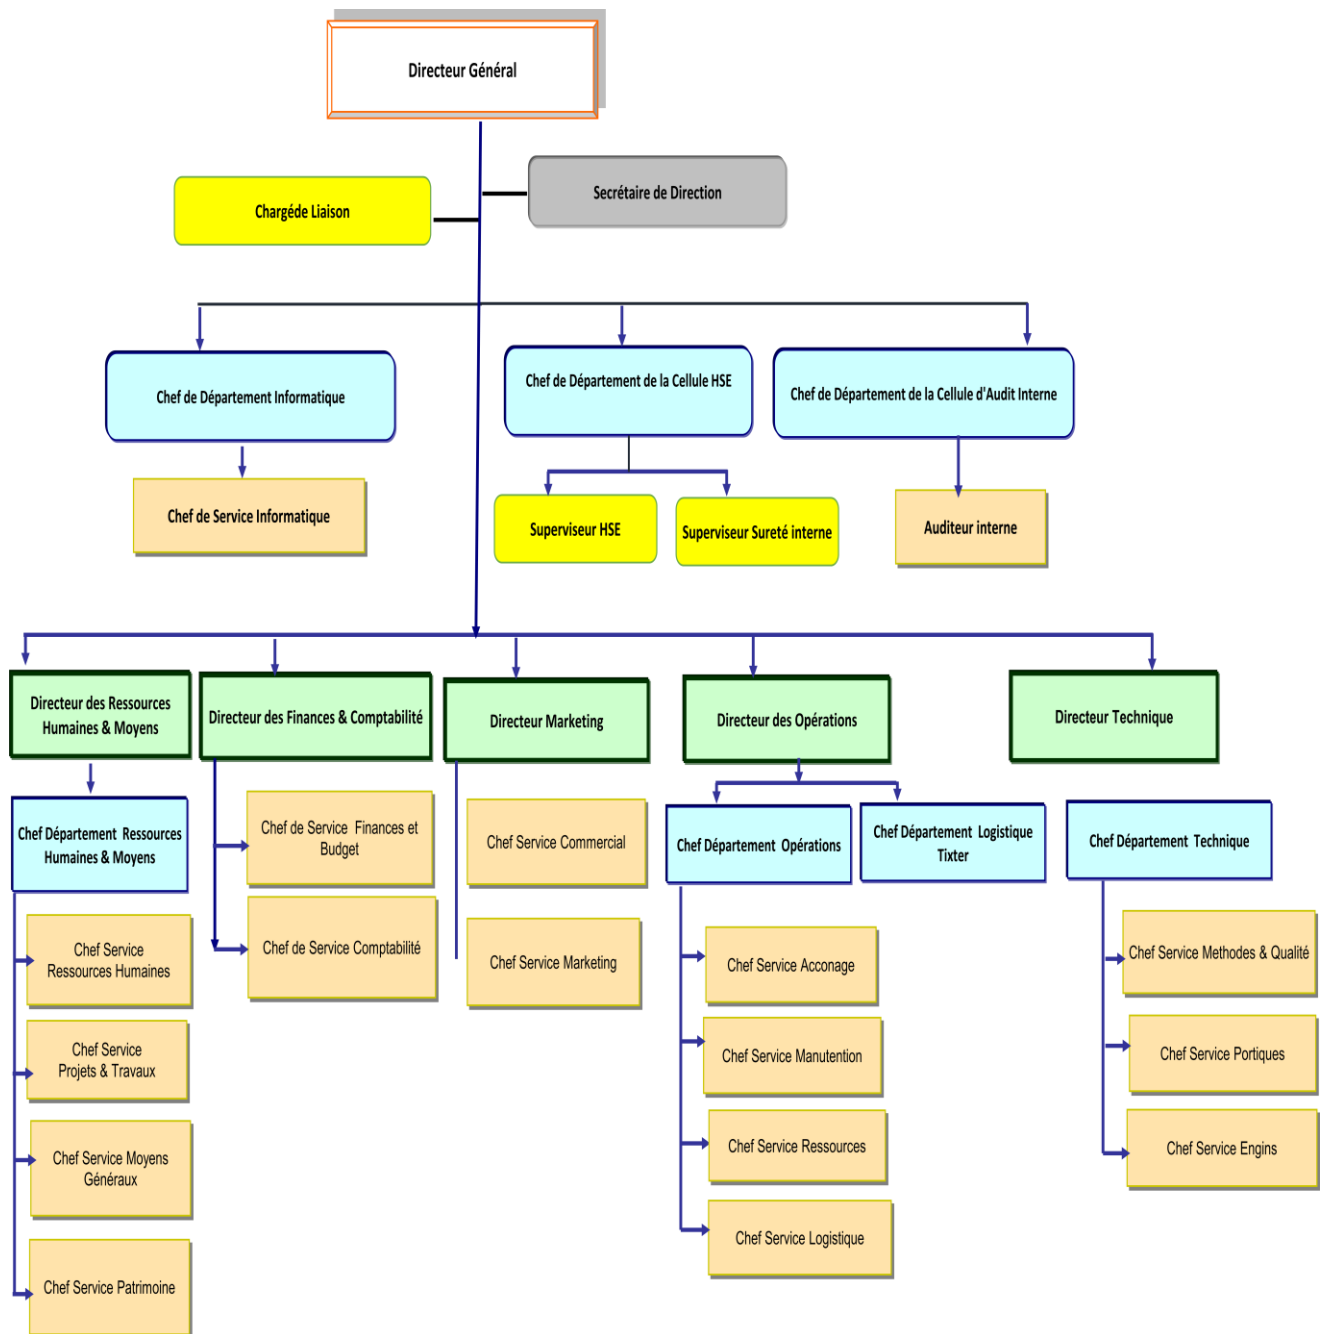 Directeur Général
Secrétaire de Direction
Chargéde Liaison
Chef de Département Informatique
Chef de Département de la Cellule HSE
Chef de Département de la Cellule d'Audit Interne
Chef de Service Informatique
Superviseur HSE
Superviseur Sureté interne
Auditeur interne
Directeur des Ressources
Humaines & Moyens
Directeur des Finances & Comptabilité
Directeur Marketing
Directeur des Opérations
Directeur Technique
Chef Département Ressources
Humaines & Moyens
Chef de Service Finances et
Budget
Chef Service Commercial
Chef Département Opérations
Chef Département Logistique
Tixter
Chef Département Technique
Chef Service
Ressources Humaines
Chef de Service Comptabilité
Chef Service Marketing
Chef Service Acconage
Chef Service Methodes & Qualité
Chef Service
Projets & Travaux
Chef Service Manutention
Chef Service Portiques
Chef Service Moyens
Généraux
Chef Service Ressources
Chef Service Engins
Chef Service Patrimoine
Chef Service Logistique